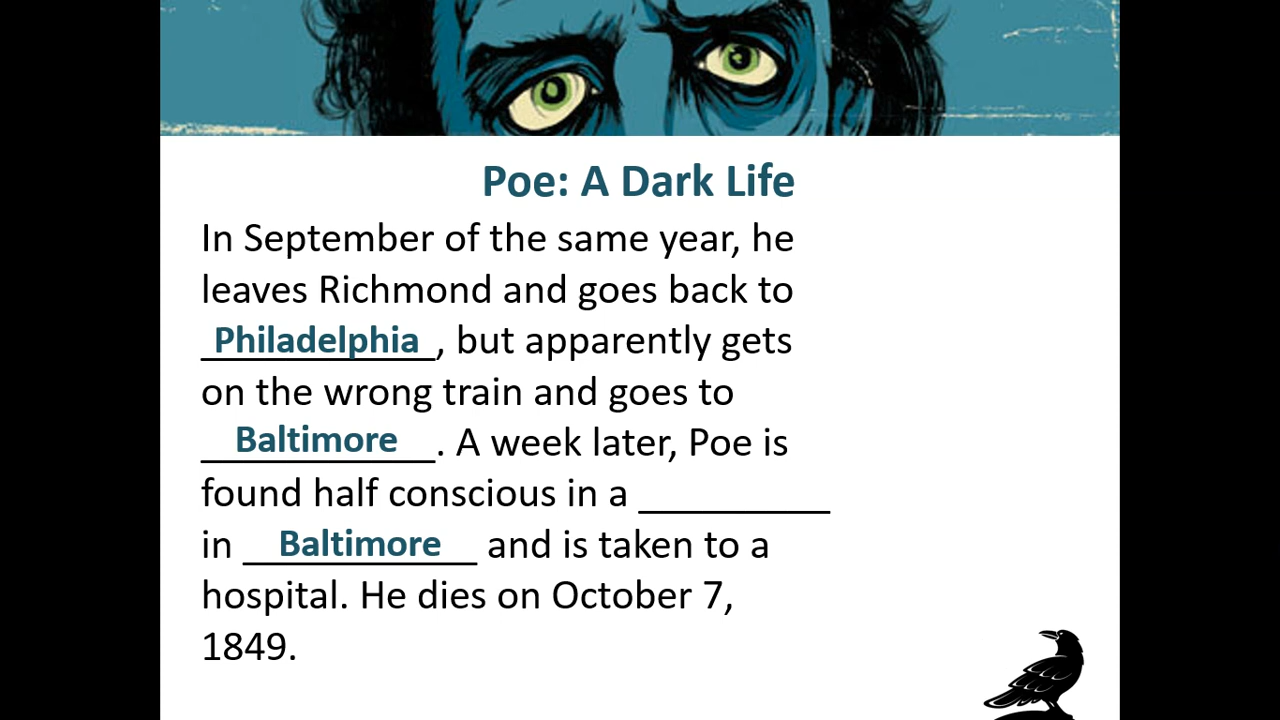 Poe: A Dark Life
In September of the same year, he
leaves Richmond and goes back to
Philadelphia, but apparently gets
on the wrong train and goes to
Baltimore. A week later, Poe is
found half conscious in a _________
in Baltimore and is taken to a
hospital. He dies on October 7,
1849.